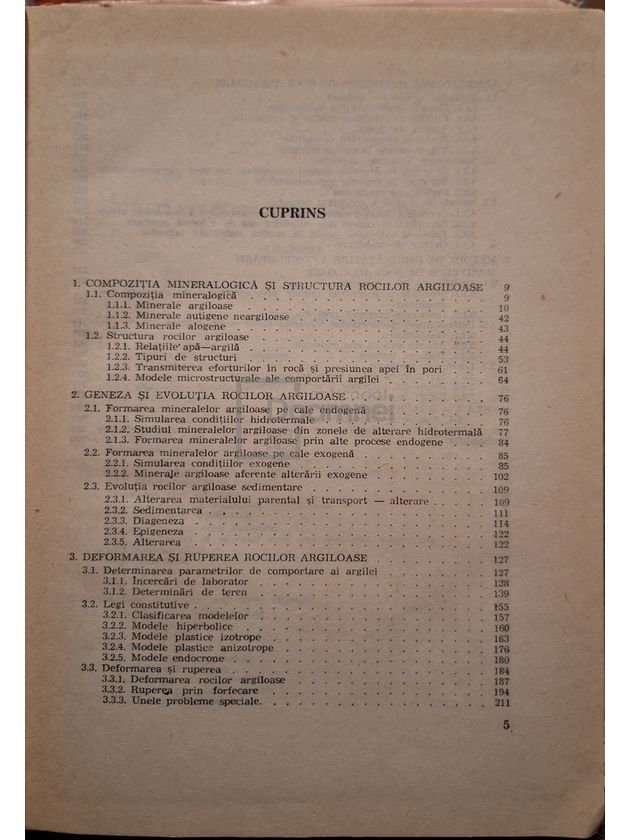 CUPRINS
1. COMPOZIȚIA MINERALOGICĂ ȘI STRUCTURA ROCILOR ARGILOASE 9
1.1. Compoziția mineralogică . . . . . . . . . . 9
1.1.1. Minerale argiloase . . . . . . . . . . 10
1.1.2. Minerale autigene neargiloase . . . . . . . . . . 42
1.1.3. Minerale alogene . . . . . . . . . . 43
1.2. Structura rocilor argiloase . . . . . . . . . . 44
1.2.1. Relațiile apă—argilă . . . . . . . . . . 44
1.2.2. Tipuri de structuri . . . . . . . . . . 53
1.2.3. Transmiterea eforturilor în rocă și presiunea apei în pori . . . . 61
1.2.4. Modele microstructurale ale comportării argilei . . . . . . 64
2. GENEZA ȘI EVOLUȚIA ROCILOR ARGILOASE . . . . . . . . . . 76
2.1. Formarea mineralelor argiloase pe cale endogenă . . . . . . . . 76
2.1.1. Simularea condițiilor hidrotermale . . . . . . . . . . 76
2.1.2. Studiul mineralelor argiloase din zonele de alterare hidrotermală 77
2.1.3. Formarea mineralelor argiloase prin alte procese endogene . . . . 84
2.2. Formarea mineralelor argiloase pe cale exogenă . . . . . . . . 85
2.2.1. Simularea condițiilor exogene . . . . . . . . . . 85
2.2.2. Minerale argiloase aferente alterării exogene . . . . . . . . 102
2.3. Evoluția rocilor argiloase sedimentare . . . . . . . . . . 109
2.3.1. Alterarea materialului parental și transport — alterare . . . . 109
2.3.2. Sedimentarea . . . . . . . . . . 111
2.3.3. Diageneza . . . . . . . . . . 114
2.3.4. Epigeneza . . . . . . . . . . 122
2.3.5. Alterarea . . . . . . . . . . 122
3. DEFORMAREA ȘI RUPEREA ROCILOR ARGILOASE . . . . . . . . 127
3.1. Determinarea parametrilor de comportare ai argilei . . . . . . . . 127
3.1.1. Încercări de laborator . . . . . . . . . . 128
3.1.2. Determinări de teren . . . . . . . . . . 139
3.2. Legi constitutive . . . . . . . . . . 155
3.2.1. Clasificarea modelelor . . . . . . . . . . 157
3.2.2. Modele hiperbolice . . . . . . . . . . 160
3.2.3. Modele plastice izotrope . . . . . . . . . . 163
3.2.4. Modele plastice anizotrope . . . . . . . . . . 176
3.2.5. Modele endocrone . . . . . . . . . . 180
3.3. Deformarea și ruperea . . . . . . . . . . 184
3.3.1. Deformarea rocilor argiloase . . . . . . . . . . 187
3.3.2. Ruperea prin forfecare . . . . . . . . . . 194
3.3.3. Unele probleme speciale. . . . . . . . . . . 211
5